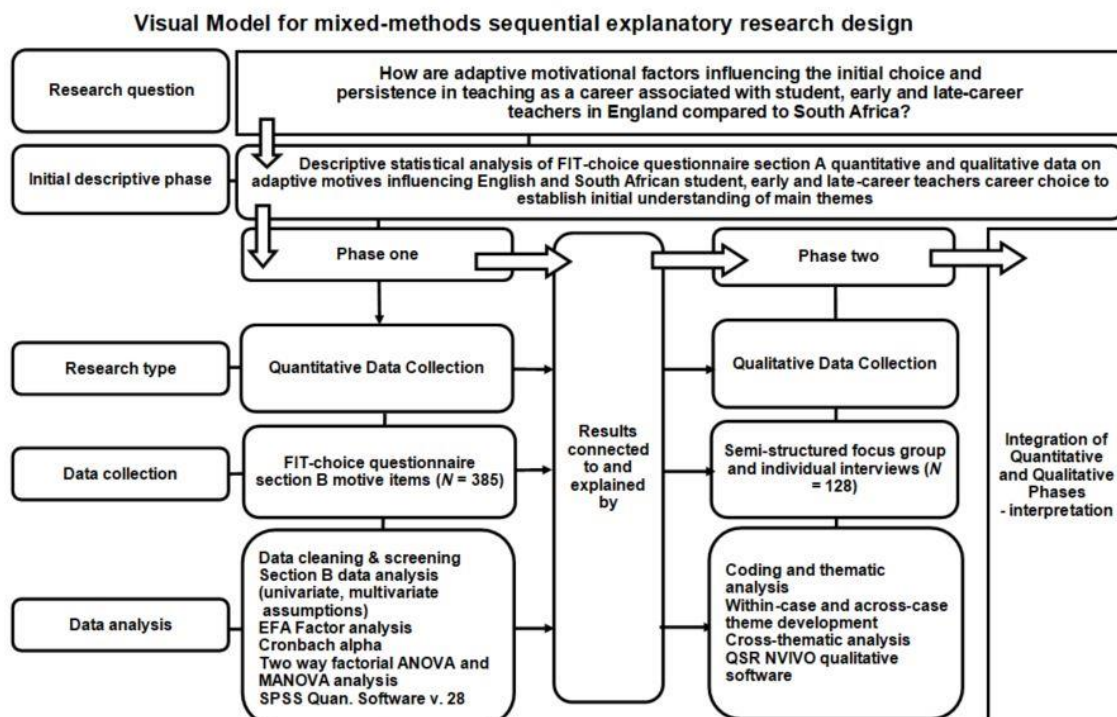 Visual Model for mixed-methods sequential explanatory research design
Research question
How are adaptive motivational factors influencing the initial choice and
persistence in teaching as a career associated with student, early and late-career
teachers in England compared to South Africa?
Initial descriptive phase
Descriptive statistical analysis of FIT-choice questionnaire section A quantitative and qualitative data on
adaptive motives influencing English and South African student, early and late-career teachers career choice to
establish initial understanding of main themes
Phase one
Phase two
Research type
Quantitative Data Collection
Qualitative Data Collection
Data collection
FIT-choice questionnaire
section B motive items (N = 385)
Results
connected
to and
explained
by
Semi-structured focus group
and individual interviews (N
= 128)
Integration of
Quantitative
and Qualitative
Phases
- interpretation
Data analysis
Data cleaning & screening
Section B data analysis
(univariate, multivariate
assumptions)
EFA Factor analysis
Cronbach alpha
Two way factorial ANOVA and
MANOVA analysis
SPSS Quan. Software v. 28
Coding and thematic
analysis
Within-case and across-case
theme development
Cross-thematic analysis
QSR NVIVO qualitative
software